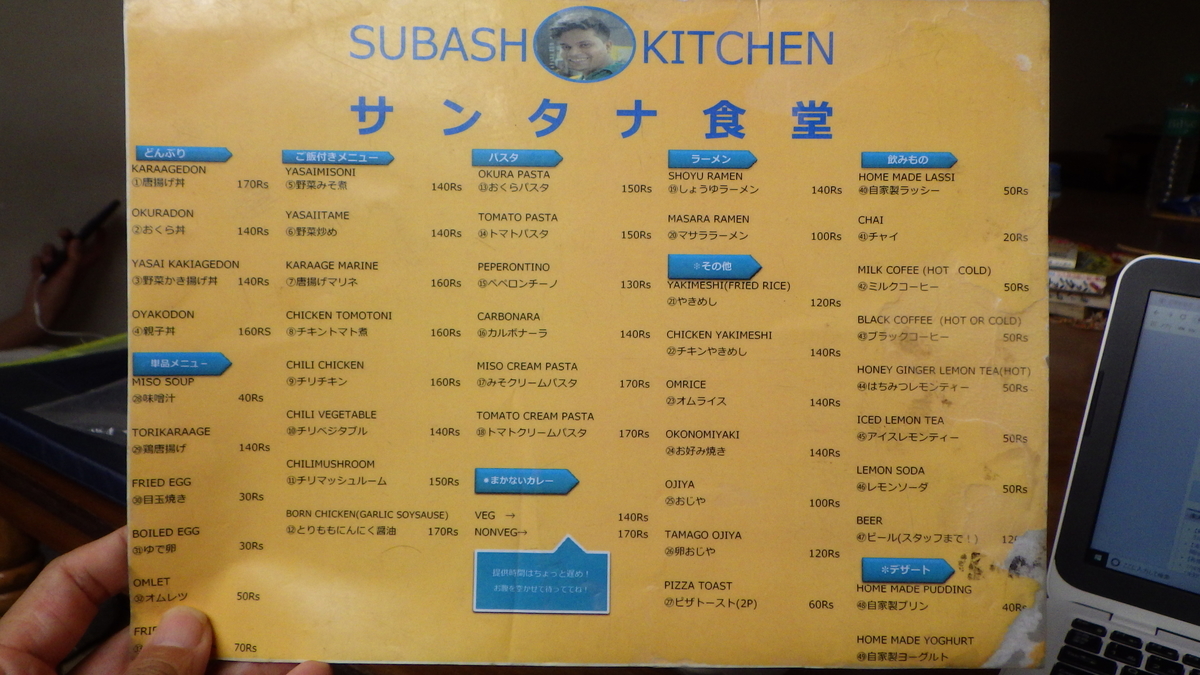 SUBASH KITCHEN
サンタナ食堂
どんぶり
KARAAGEDON
①唐揚げ丼 170Rs
OKURADON
②おくら丼 140Rs
YASAI KAKIAGEDON
③野菜かき揚げ丼 140Rs
OYAKODON
④親子丼 160RS
単品メニュー
MISO SOUP
㉘味噌汁 40Rs
TORIKARAAGE
㉙鶏唐揚げ 140Rs
FRIED EGG
㉚目玉焼き 30Rs
BOILED EGG
㉛ゆで卵 30Rs
OMLET
㉜オムレツ 50Rs
70Rs
ご飯付きメニュー
YASAIMISONI
⑤野菜みそ煮 140Rs
YASAIITAME
⑥野菜炒め 140Rs
KARAAGE MARINE
⑦唐揚げマリネ 160Rs
CHICKEN TOMOTONI
⑧チキントマト煮 160Rs
CHILI CHICKEN
⑨チリチキン 160Rs
CHILI VEGETABLE
⑩チリベジタブル 140Rs
CHILIMUSHROOM
⑪チリマッシュルーム 150Rs
BORN CHICKEN(GARLIC SOYSAUSE)
⑫とりももにんにく醤油 170Rs
パスタ
OKURA PASTA
⑬おくらパスタ 150Rs
TOMATO PASTA
⑭トマトパスタ 150Rs
PEPERONTINO
⑮ペペロンチーノ 130Rs
CARBONARA
⑯カルボナーラ 140Rs
MISO CREAM PASTA
⑰みそクリームパスタ 170Rs
TOMATO CREAM PASTA
⑱トマトクリームパスタ 170Rs
＊まかないカレー
VEG → 140Rs
NONVEG→ 170Rs
提供時間はちょっと遅め！
お腹を空かせて待っててね！
ラーメン
SHOYU RAMEN
⑲しょうゆラーメン 140Rs
MASARA RAMEN
⑳マサララーメン 100Rs
＊その他
YAKIMESHI(FRIED RICE)
㉑やきめし 120Rs
CHICKEN YAKIMESHI
㉒チキンやきめし 140Rs
OMRICE
㉓オムライス 140Rs
OKONOMIYAKI
㉔お好み焼き 140Rs
OJIYA
㉕おじや 100Rs
TAMAGO OJIYA
㉖卵おじや 120Rs
PIZZA TOAST
㉗ピザトースト(2P) 60Rs
飲みもの
HOME MADE LASSI
㊵自家製ラッシー 50Rs
CHAI
㊶チャイ 20Rs
MILK COFEE (HOT COLD)
㊷ミルクコーヒー 50Rs
BLACK COFFEE (HOT OR COLD)
㊸ブラックコーヒー 50Rs
HONEY GINGER LEMON TEA(HOT)
㊹はちみつレモンティー 50Rs
ICED LEMON TEA
㊺アイスレモンティー 50Rs
LEMON SODA
㊻レモンソーダ 50Rs
BEER
㊼ビール(スタッフまで！)
＊デザート
HOME MADE PUDDING
㊽自家製プリン 40Rs
HOME MADE YOGHURT
㊾自家製ヨーグルト